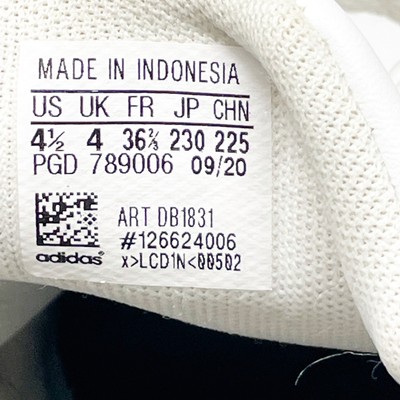 MADE IN INDONESIA
US UK FR JP CHN
4½ 4 36⅔ 230 225
PGD 789006 09/20
ART DB1831
#126624006
adidas® x>LCD1N<00502